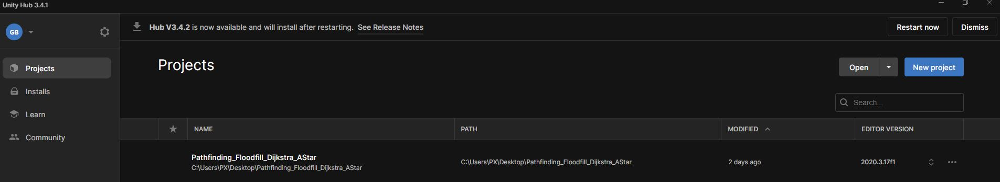 Unity Hub 3.4.1
GB
Hub V3.4.2 is now available and will install after restarting. See Release Notes
Restart now
Dismiss
Projects
Installs
Learn
Community
Projects
Open
New project
Search...
NAME
PATH
MODIFIED
EDITOR VERSION
Pathfinding_Floodfill_Dijkstra_AStar
C:\Users\PX\Desktop\Pathfinding_Floodfill_Dijkstra_AStar
C:\Users\PX\Desktop\Pathfinding_Floodfill_Dijkstra_AStar
2 days ago
2020.3.17f1